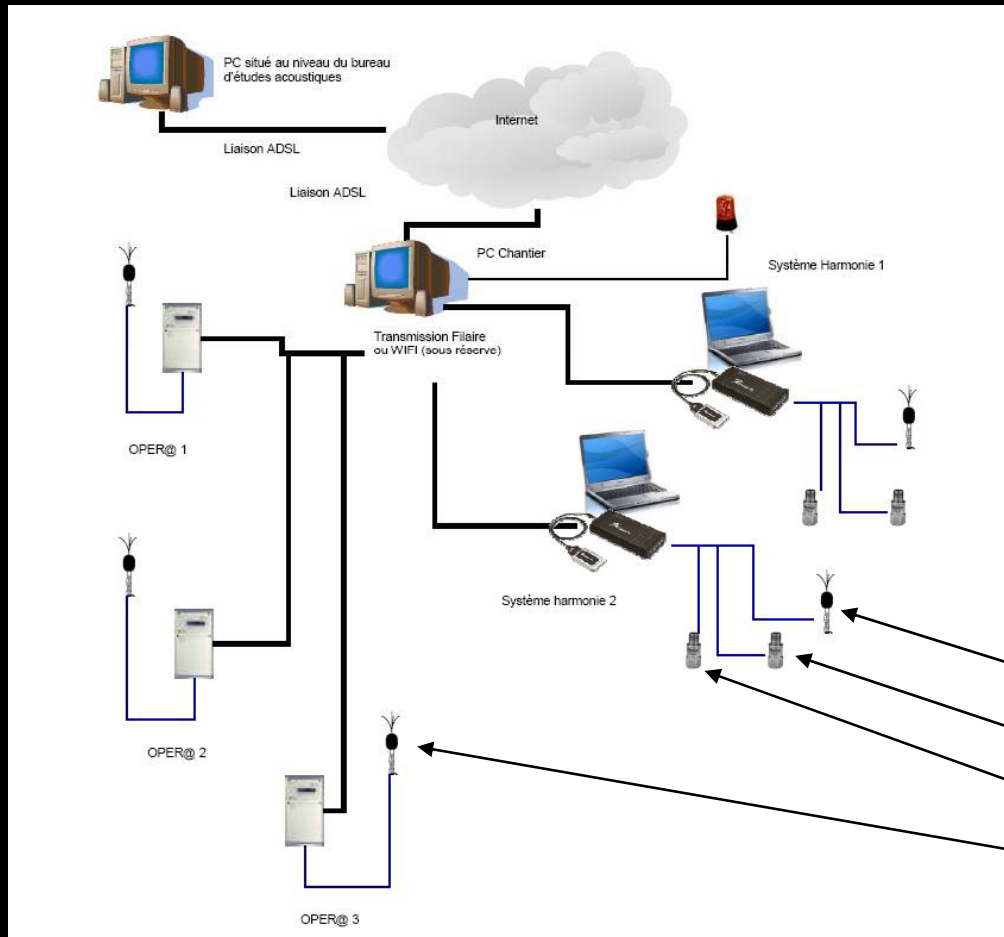 PC situé au niveau du bureau
d'études acoustiques
Internet
Liaison ADSL
Liaison ADSL
PC Chantier
Système Harmonie 1
Transmission Filaire
ou WIFI (sous réserve)
OPER@ 1
Système harmonie 2
OPER@ 2
OPER@ 3